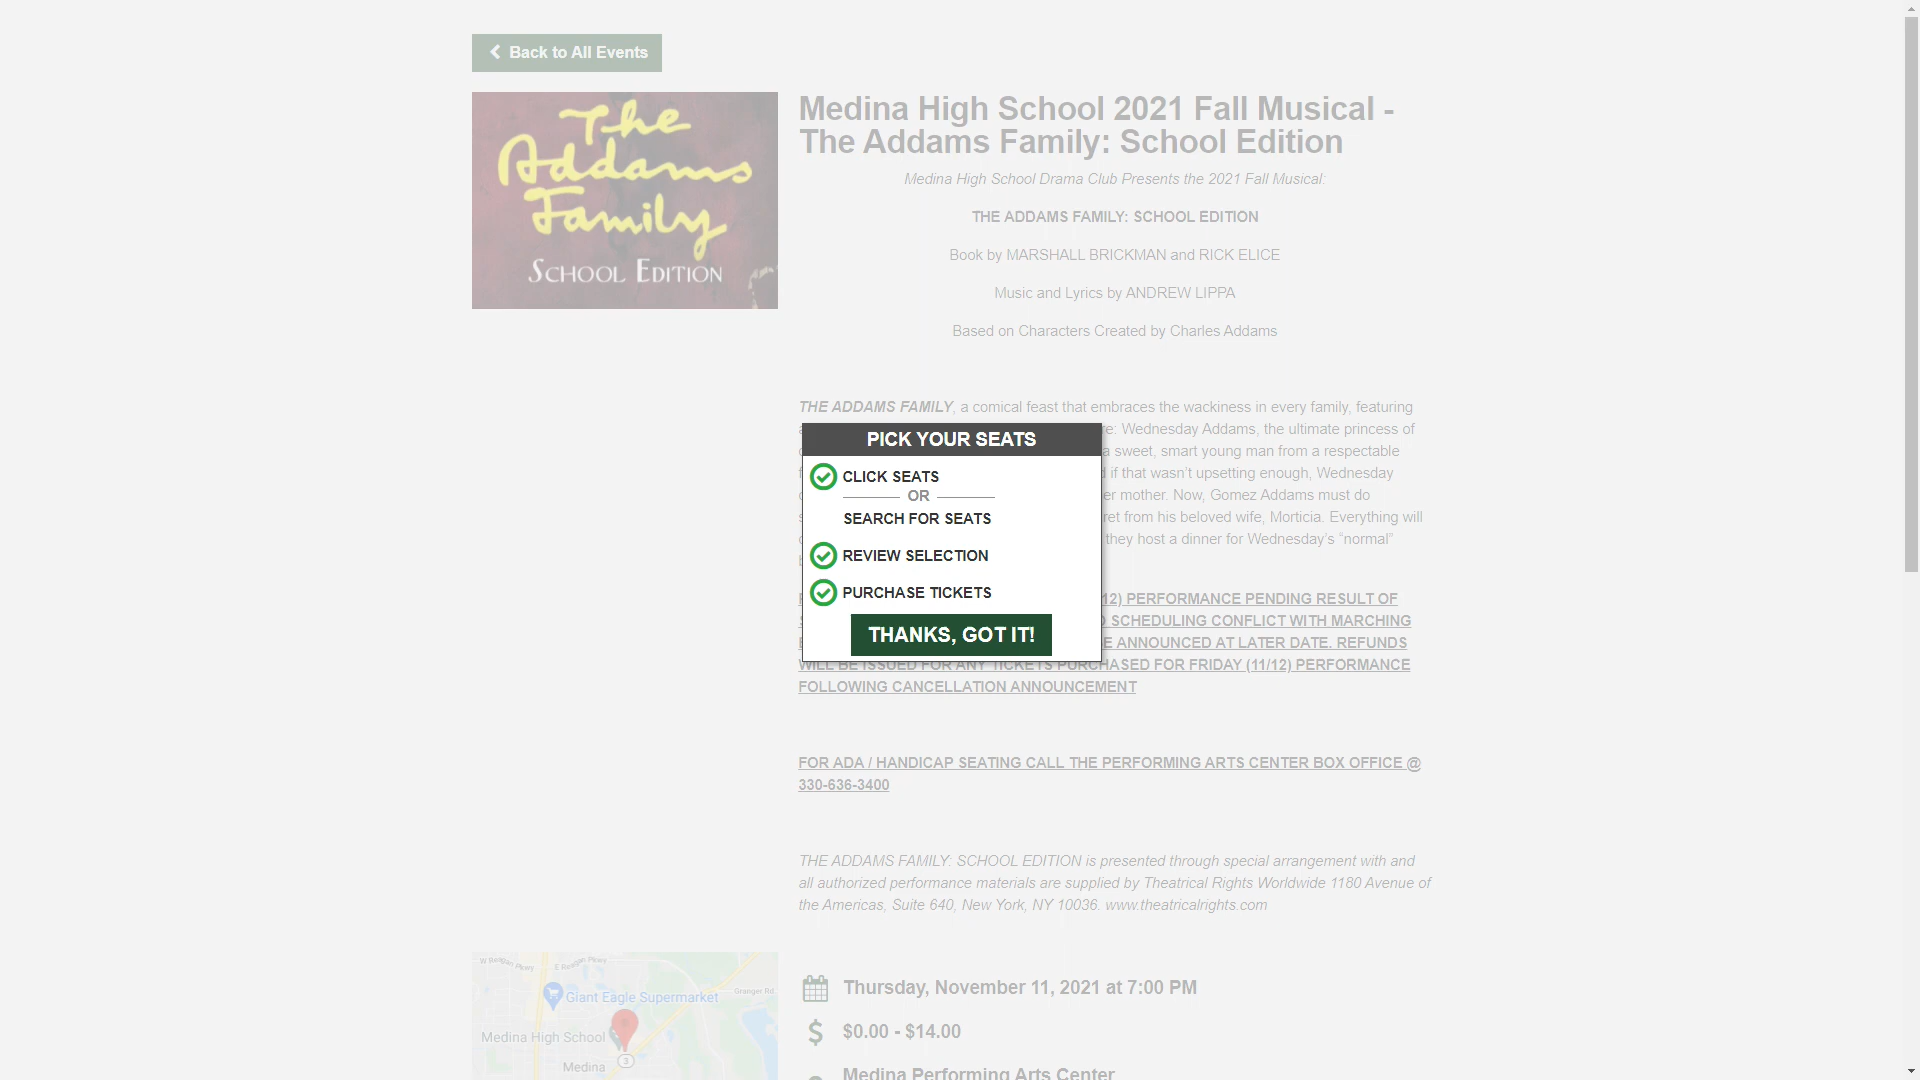 Back to All Events
The
Addams
Family
SCHOOL EDITION
Medina High School 2021 Fall Musical -
The Addams Family: School Edition
Medina High School Drama Club Presents the 2021 Fall Musical:
THE ADDAMS FAMILY: SCHOOL EDITION
Book by MARSHALL BRICKMAN and RICK ELICE
Music and Lyrics by ANDREW LIPPA
Based on Characters Created by Charles Addams
THE ADDAMS FAMILY, a comical feast that embraces the wackiness in every family, featuring
: Wednesday Addams, the ultimate princess of
a sweet, smart young man from a respectable
if that wasn’t upsetting enough, Wednesday
mother. Now, Gomez Addams must do
from his beloved wife, Morticia. Everything will
they host a dinner for Wednesday’s “normal”
PICK YOUR SEATS
CLICK SEATS
OR
SEARCH FOR SEATS
REVIEW SELECTION
PURCHASE TICKETS
THANKS, GOT IT!
12) PERFORMANCE PENDING RESULT OF
SCHEDULING CONFLICT WITH MARCHING
ANNOUNCED AT LATER DATE. REFUNDS
WILL BE ISSUED FOR ANY TICKETS PURCHASED FOR FRIDAY (11/12) PERFORMANCE
FOLLOWING CANCELLATION ANNOUNCEMENT
FOR ADA / HANDICAP SEATING CALL THE PERFORMING ARTS CENTER BOX OFFICE @
330-636-3400
THE ADDAMS FAMILY: SCHOOL EDITION is presented through special arrangement with and
all authorized performance materials are supplied by Theatrical Rights Worldwide 1180 Avenue of
the Americas, Suite 640, New York, NY 10036. www.theatricalrights.com
W Reagan Pkwy
E Reagan Pkwy
Giant Eagle Supermarket
Granger Rd
Medina High School
3
Medina
Thursday, November 11, 2021 at 7:00 PM
$0.00 - $14.00
Medina Performing Arts Center